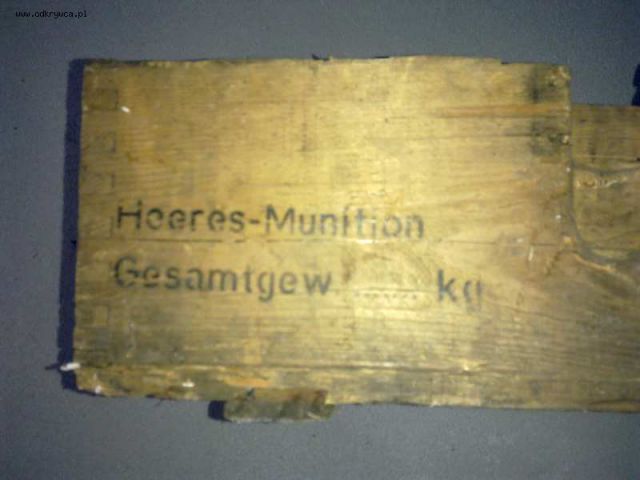 www.odkrywca.pl
Heeres-Munition
Gesamtgew ........ kg